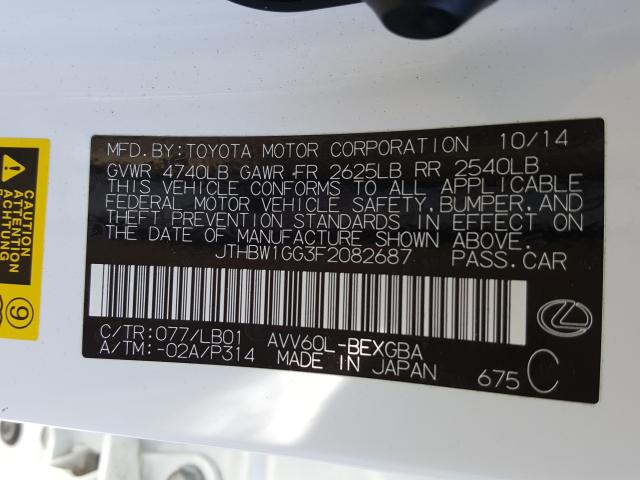 MFD. BY: TOYOTA MOTOR CORPORATION 10/14
GVWR 4740LB GAWR FR 2625LB RR 2540LB
THIS VEHICLE CONFORMS TO ALL APPLICABLE
FEDERAL MOTOR VEHICLE SAFETY, BUMPER, AND
THEFT PREVENTION STANDARDS IN EFFECT ON
THE DATE OF MANUFACTURE SHOWN ABOVE.
JTHBW1GG3F2082687 PASS.CAR
C/TR:077/LB01 AVV60L-BEXGBA
A/TM:-02A/P314 MADE IN JAPAN
675 C
CAUTION
ACHTUNG
9